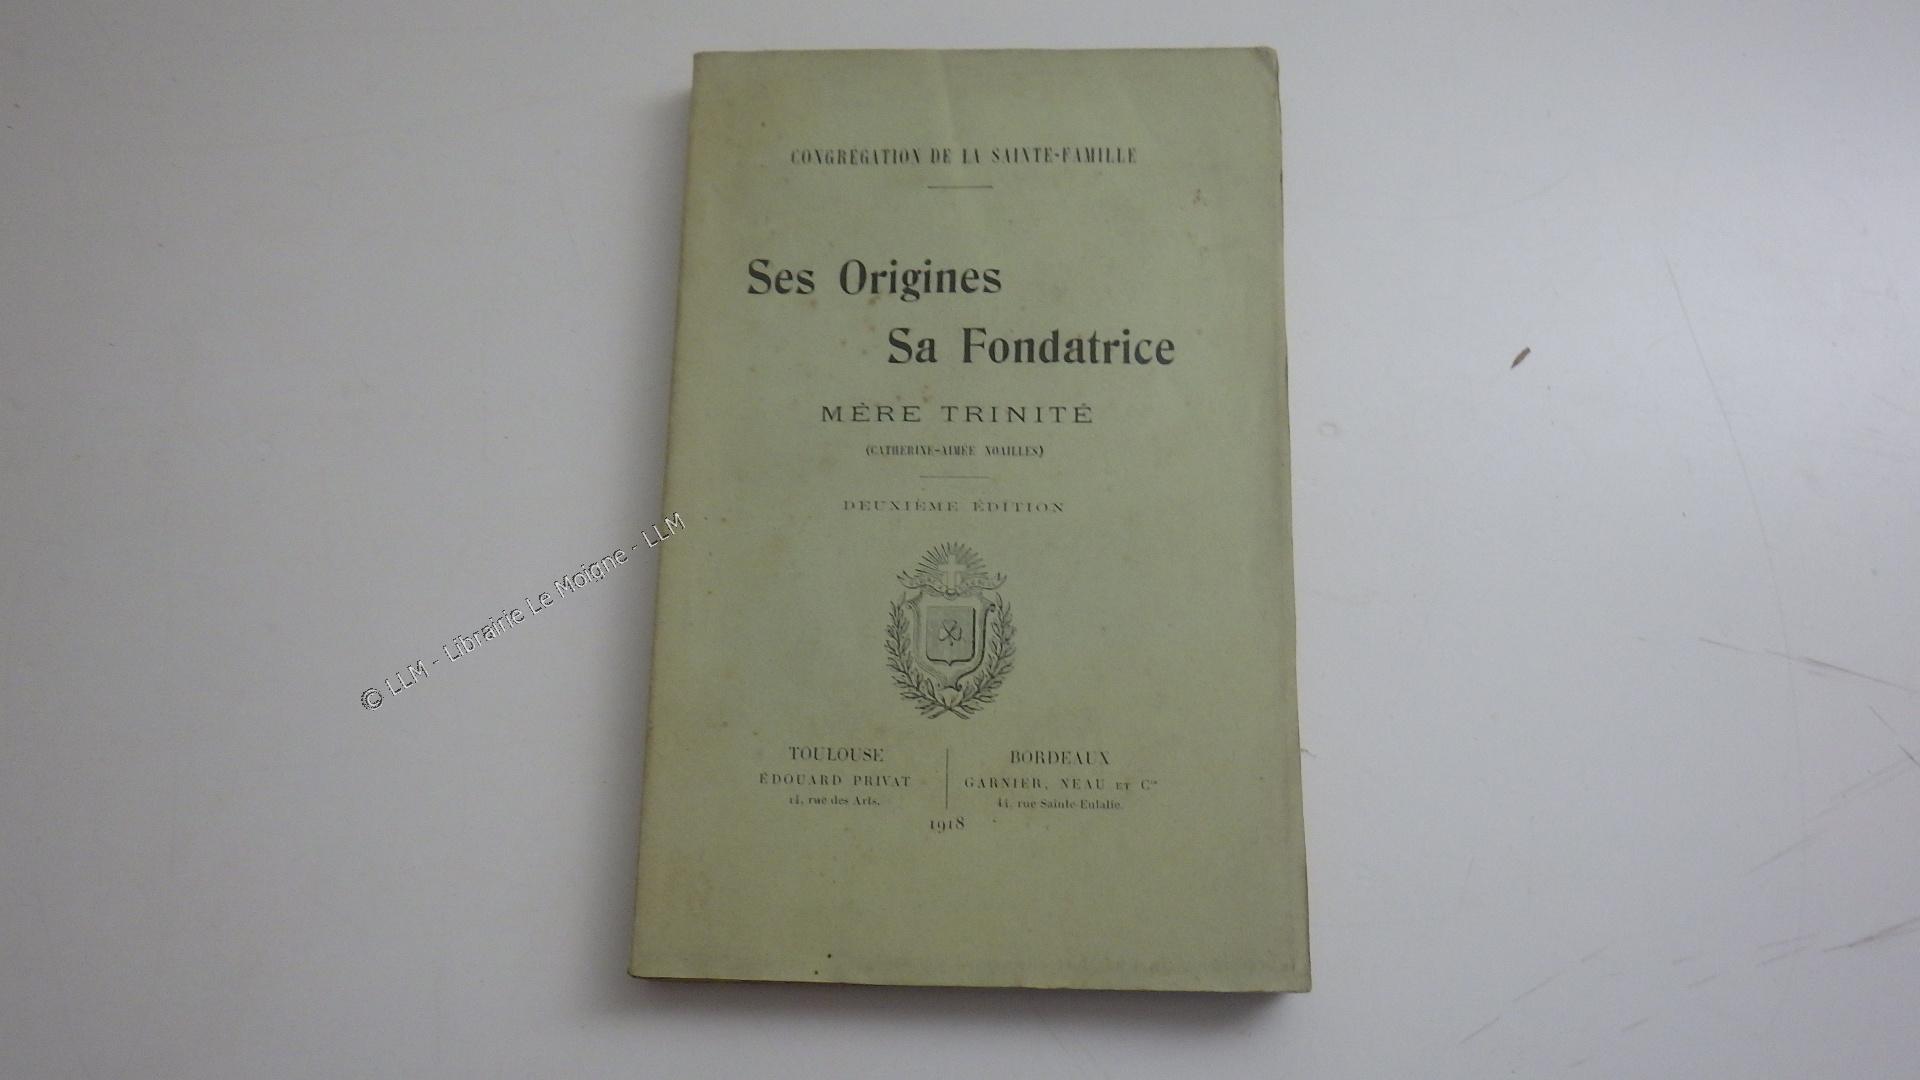 CONGRÉGATION DE LA SAINTE-FAMILLE
Ses Origines
Sa Fondatrice
MÈRE TRINITÉ
(CATHERINE-AIMÉE NOAILLES)
DEUXIÈME ÉDITION
TOULOUSE
ÉDOUARD PRIVAT
14, rue des Arts.
BORDEAUX
GARNIER, NEAU ET Cie
44, rue Sainte-Eulalie.
1918
© LLM - Librairie Le Moigne - LLM